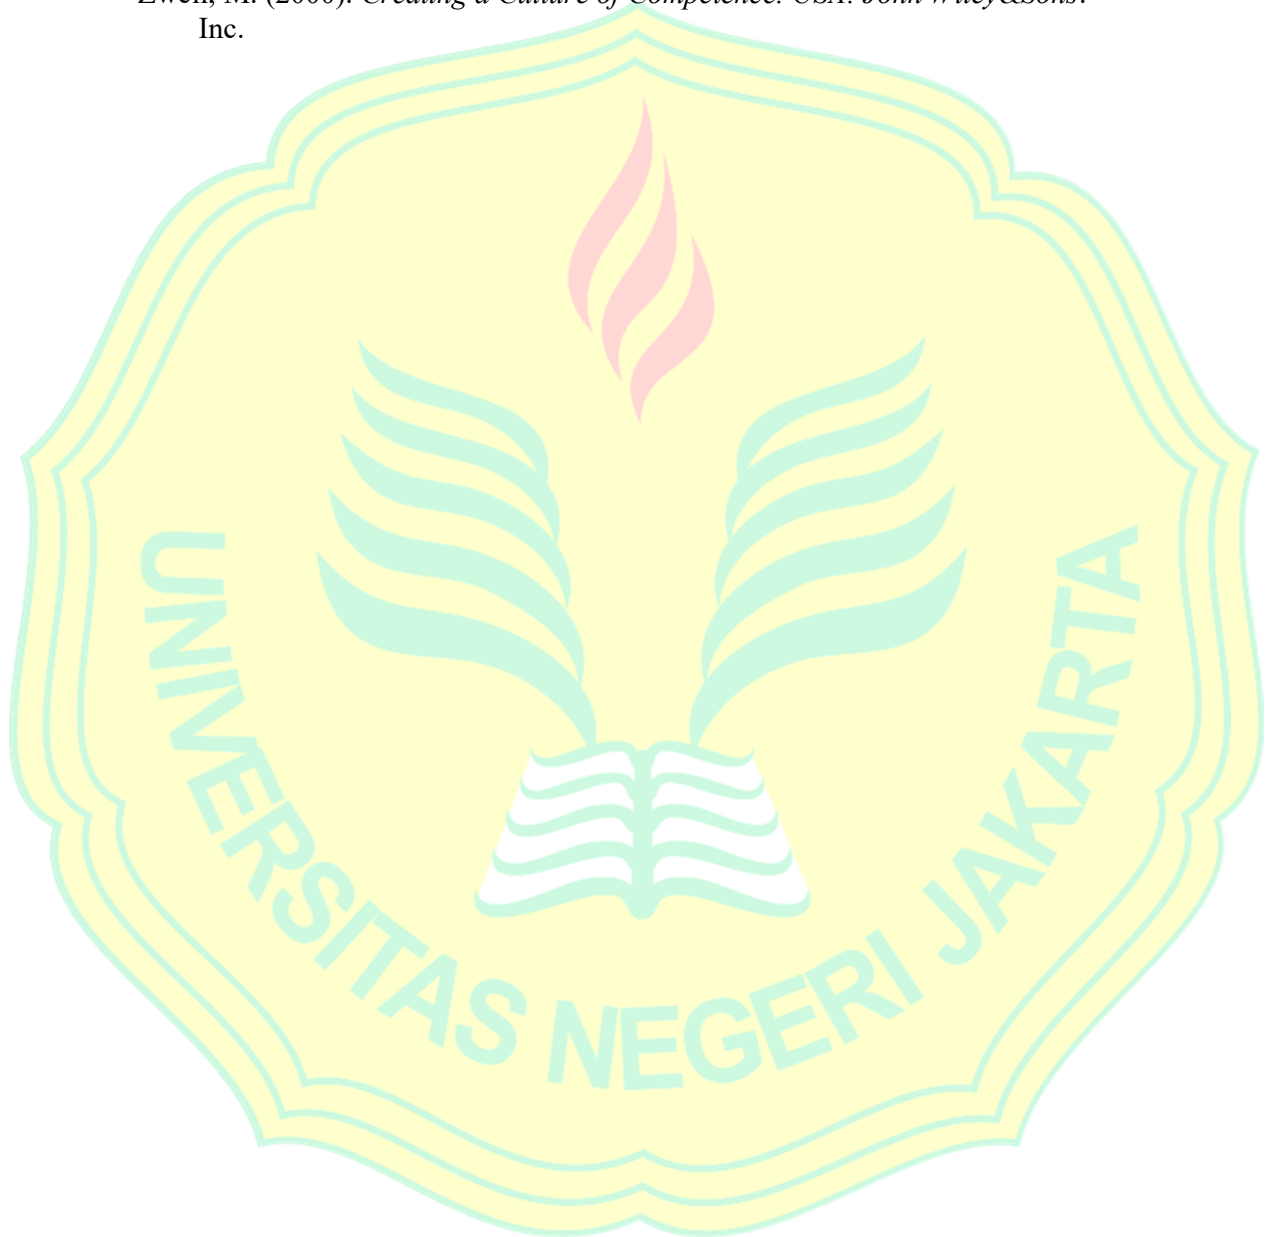 Zwell, M. (2000). Creating a Culture of Competence. USA: John Wiley&Sons.
Inc.
UNIVERSITAS NEGERI JAKARTA